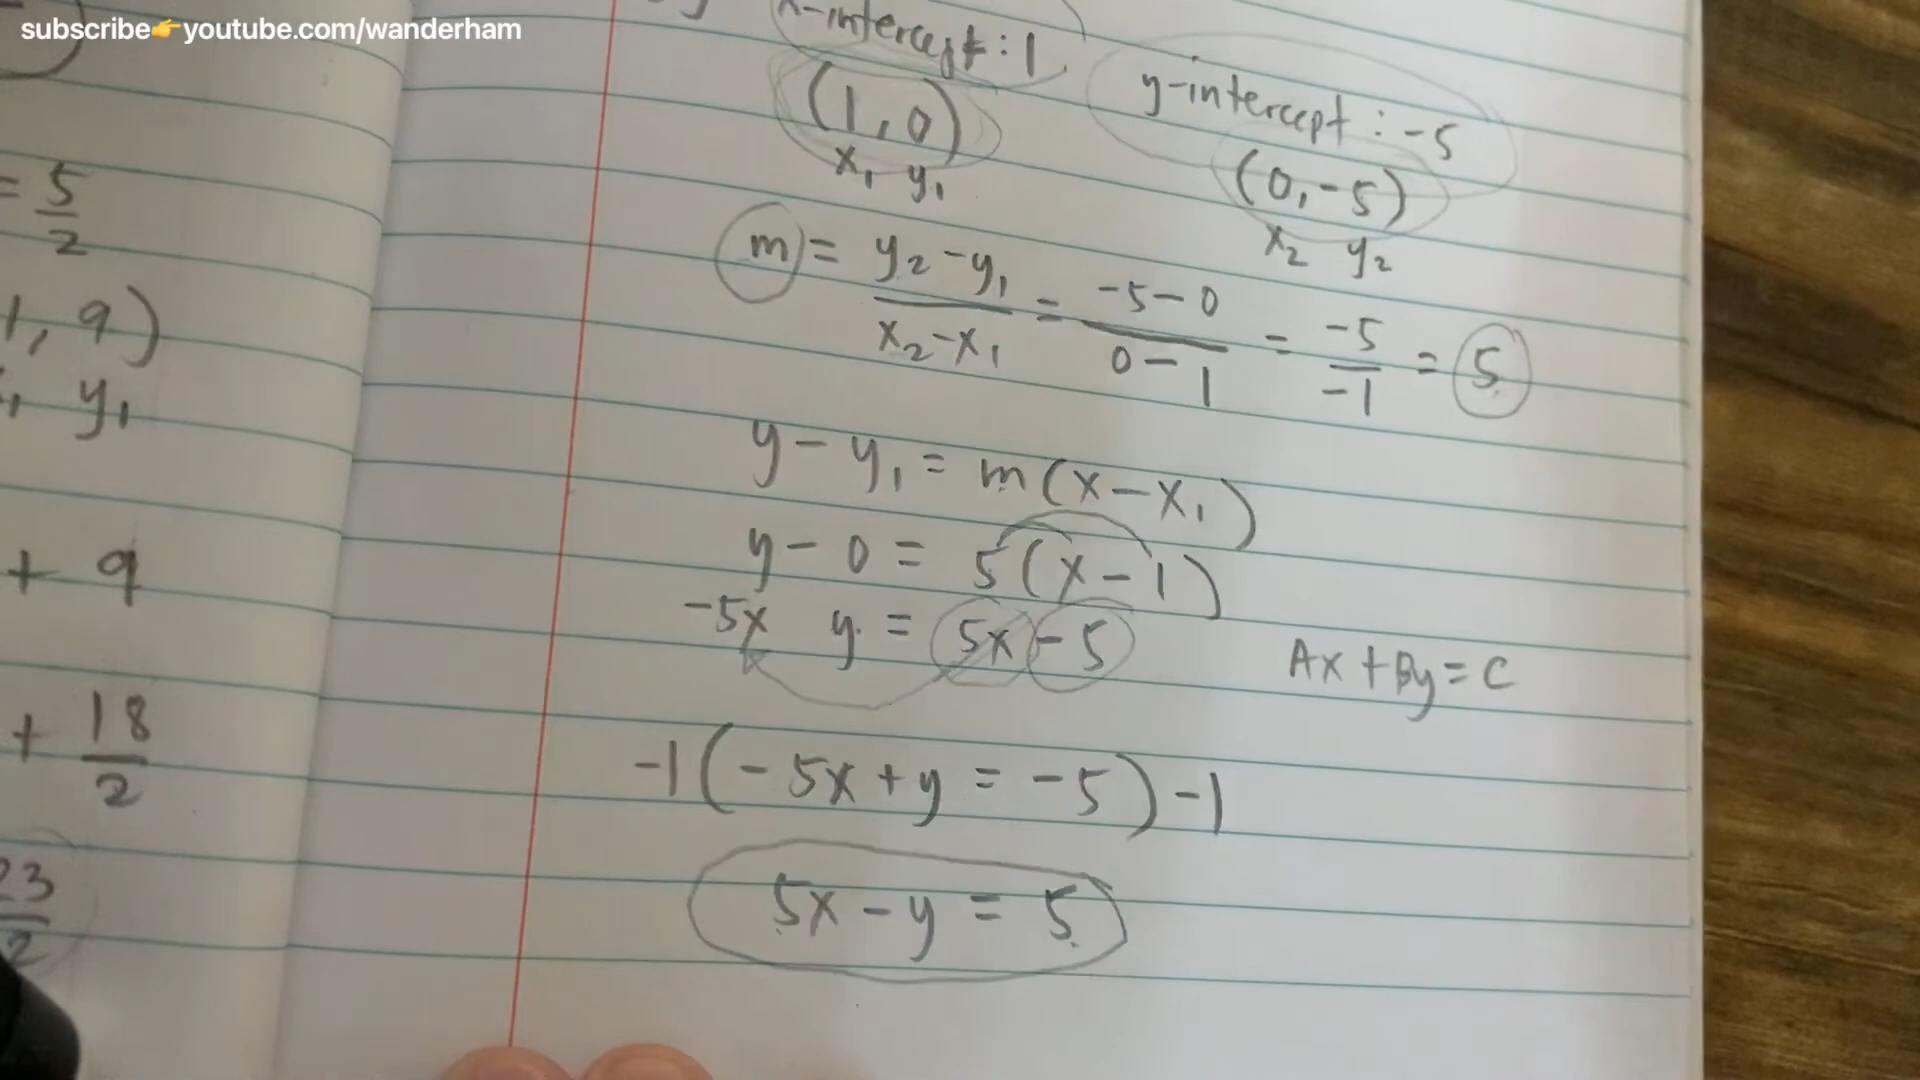 subscribe👉youtube.com/wanderham
x-intercept : 1
y-intercept : -5
(1, 0)
x₁ y₁
(0, -5)
x₂ y₂
m = y₂ - y₁ / x₂ - x₁ = -5 - 0 / 0 - 1 = -5 / -1 = 5
y - y₁ = m(x - x₁)
y - 0 = 5(x - 1)
-5x y = 5x - 5
Ax + By = C
-1(-5x + y = -5) -1
5x - y = 5
= 5/2
1, 9)
y₁
+ 9
+ 18/2
23/2